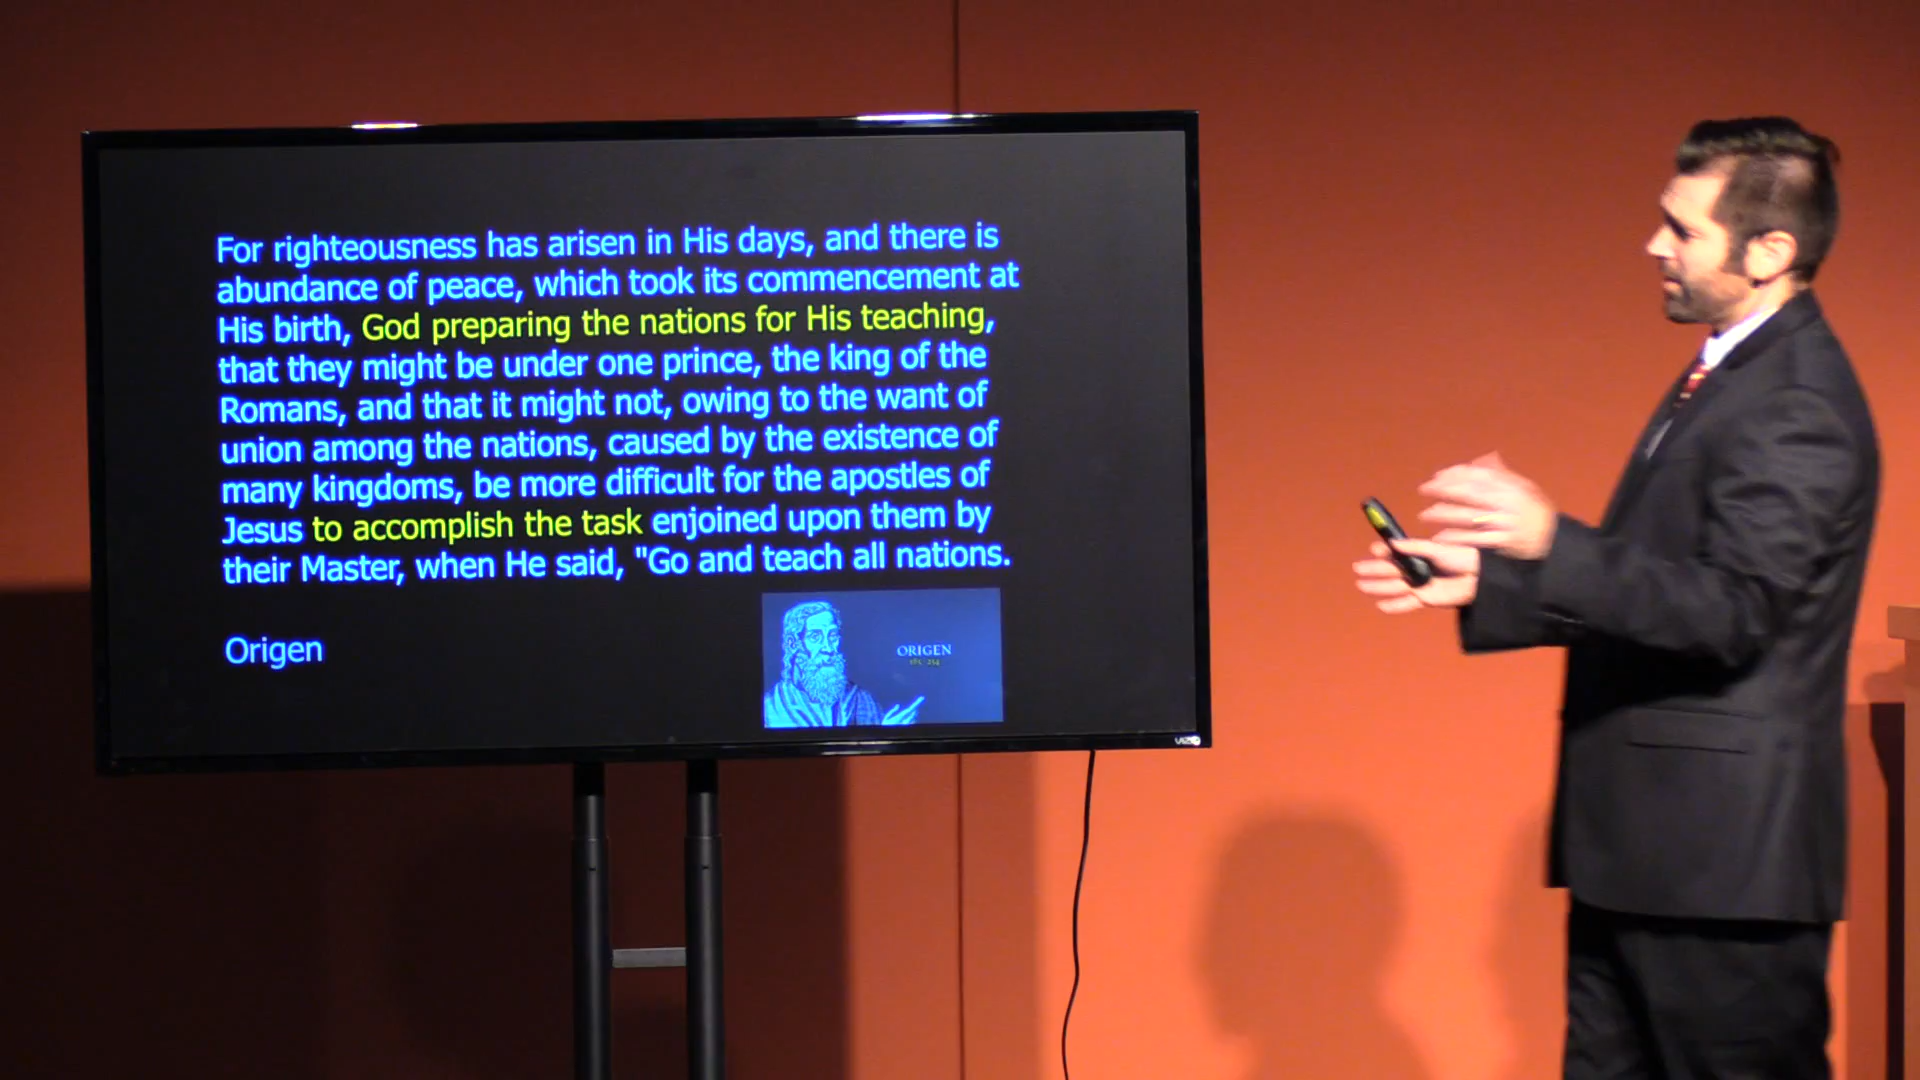 For righteousness has arisen in His days, and there is
abundance of peace, which took its commencement at
His birth, God preparing the nations for His teaching,
that they might be under one prince, the king of the
Romans, and that it might not, owing to the want of
union among the nations, caused by the existence of
many kingdoms, be more difficult for the apostles of
Jesus to accomplish the task enjoined upon them by
their Master, when He said, "Go and teach all nations.
Origen
ORIGEN
185 254
VIZIO